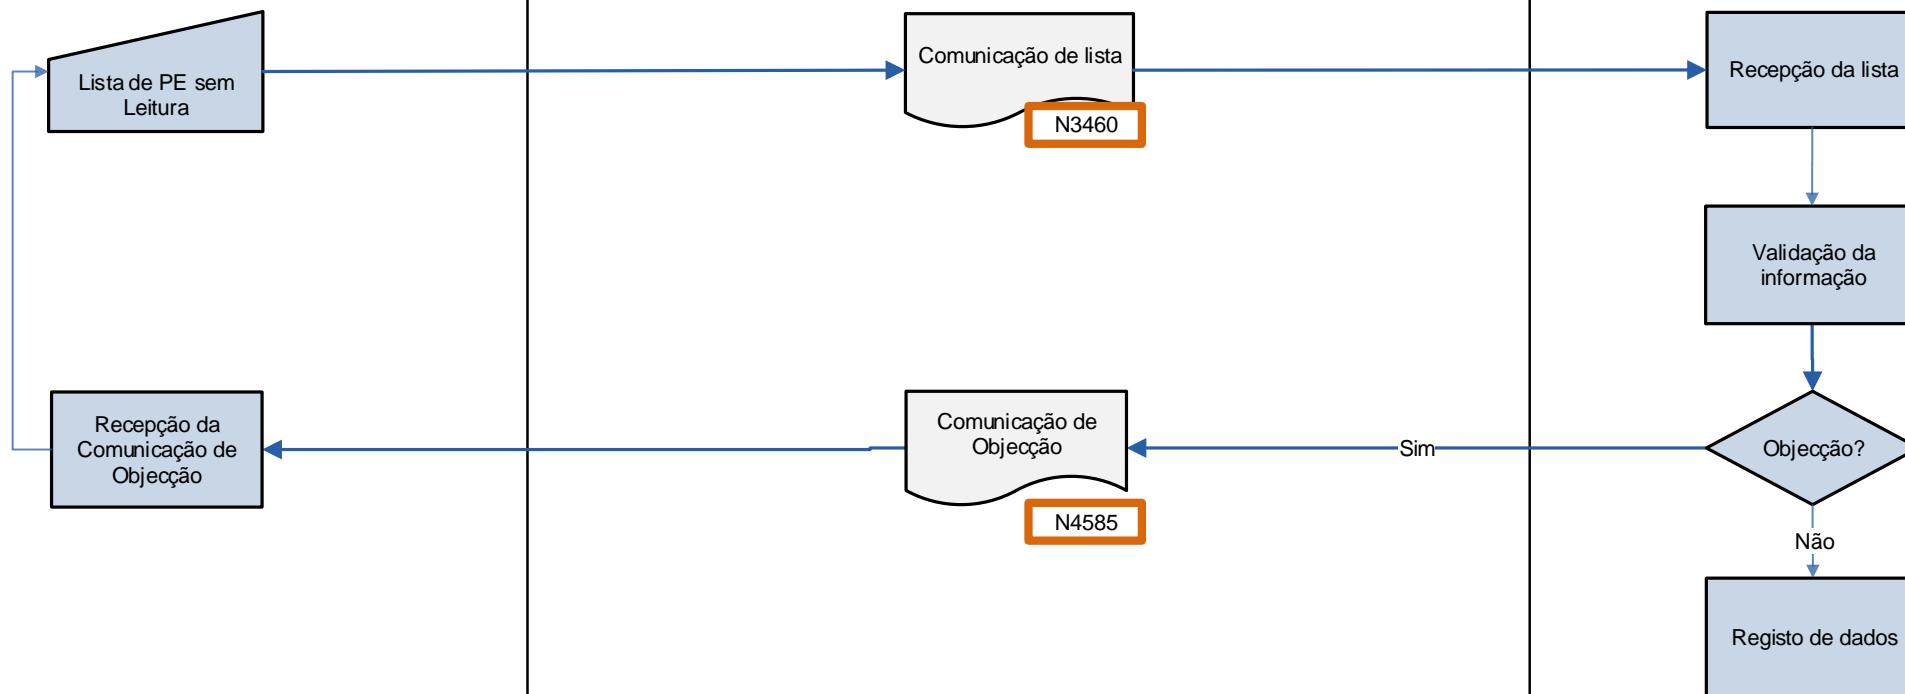 Lista de PE sem
Leitura
Comunicação de lista
N3460
Recepção da lista
Validação da
informação
Recepção da
Comunicação de
Objecção
Comunicação de
Objecção
N4585
Sim
Objecção?
Não
Registo de dados